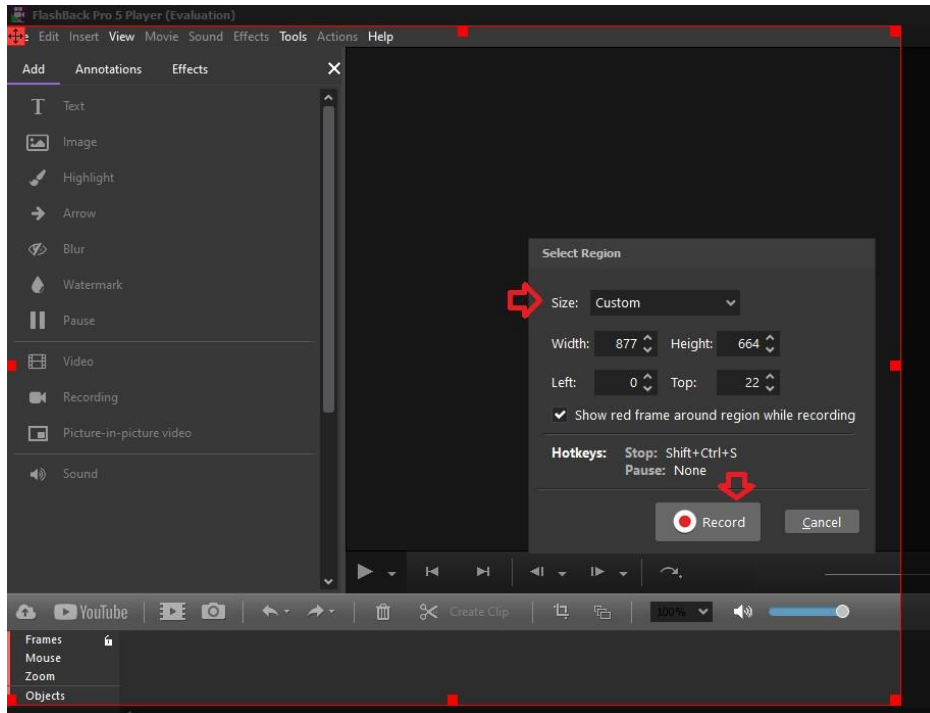 FlashBack Pro 5 Player (Evaluation)
Edit Insert View Movie Sound Effects Tools Actions Help
Add Annotations Effects
Text
Image
Highlight
Arrow
Blur
Watermark
Pause
Video
Recording
Picture-in-picture video
Sound
Select Region
Size: Custom
Width: 877 Height: 664
Left: 0 Top: 22
Show red frame around region while recording
Hotkeys: Stop: Shift+Ctrl+S
Pause: None
Record Cancel
YouTube Create Clip 100%
Frames
Mouse
Zoom
Objects